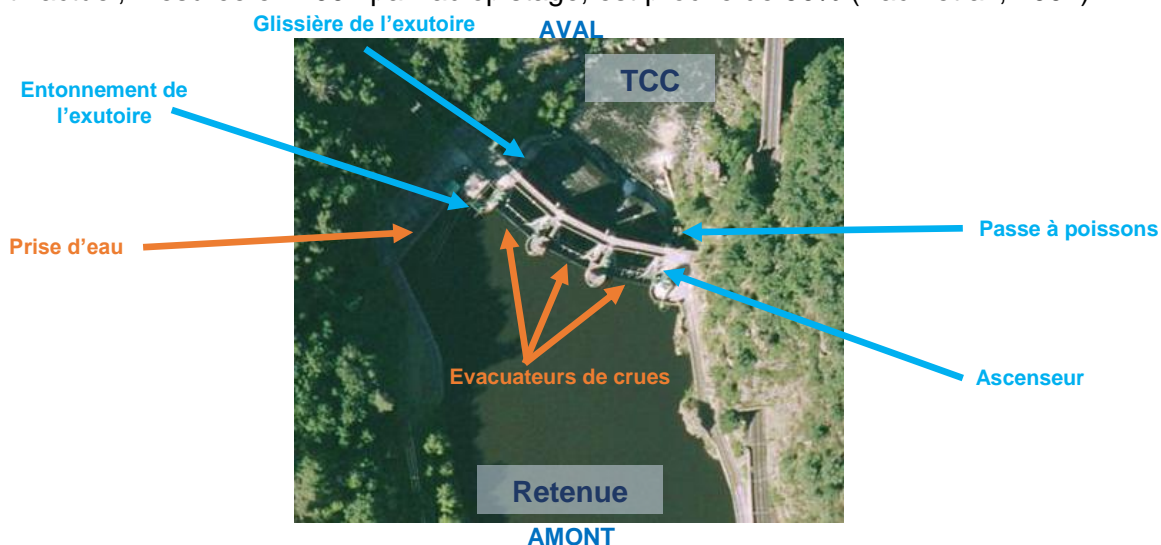 Glissière de l'exutoire
AVAL
TCC
Entonnement de
l'exutoire
Prise d'eau
Passe à poissons
Evacuateurs de crues
Ascenseur
Retenue
AMONT